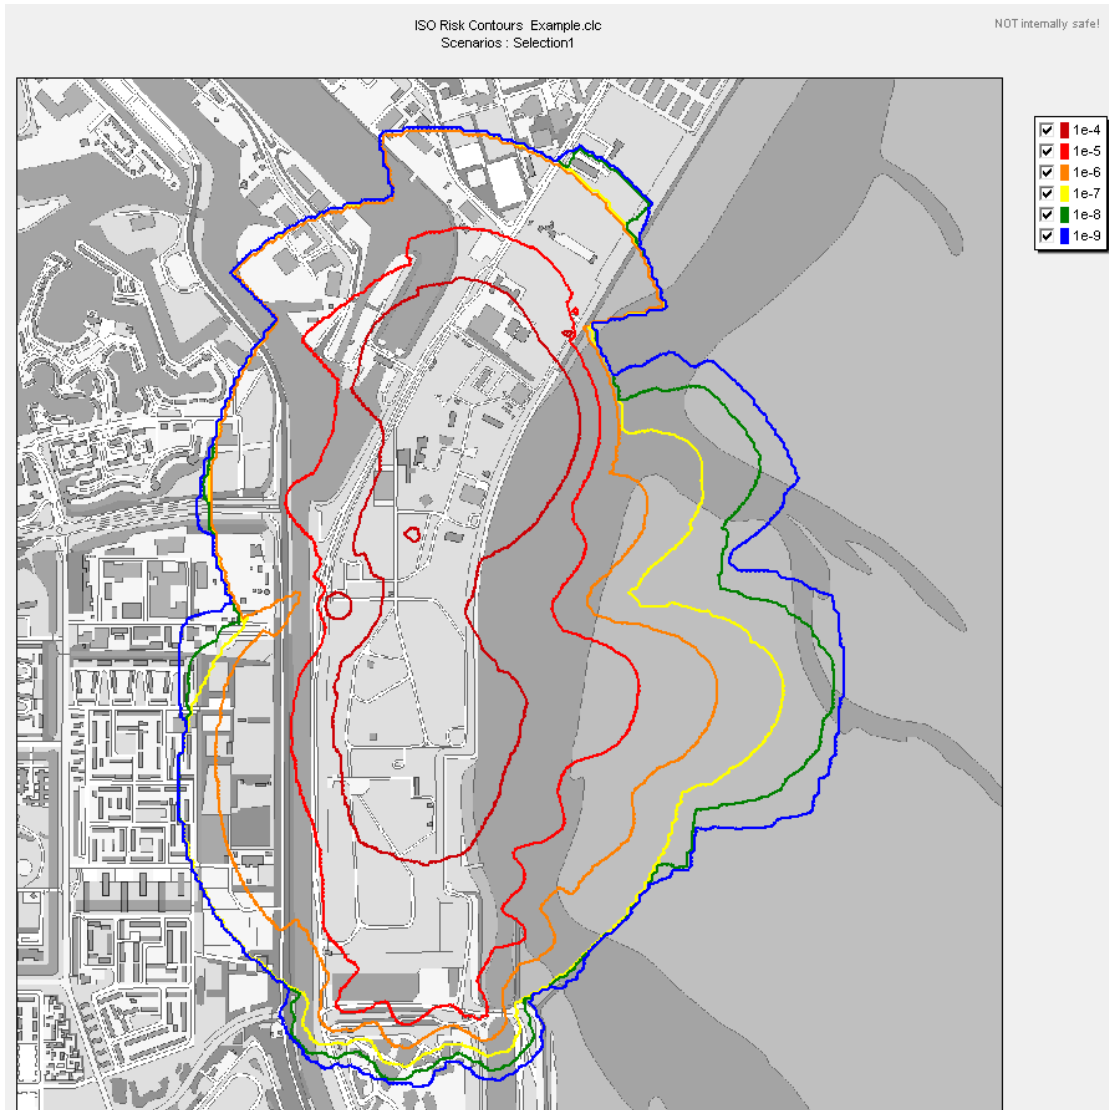 ISO Risk Contours Example.clc
Scenarios : Selection1
NOT internally safe!
1e-4
1e-5
1e-6
1e-7
1e-8
1e-9